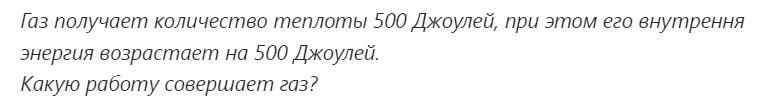 Газ получает количество теплоты 500 Джоулей, при этом его внутрення
энергия возрастает на 500 Джоулей.
Какую работу совершает газ?